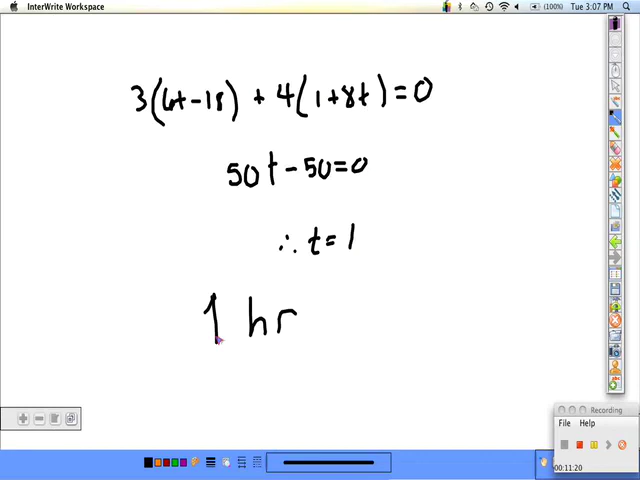 InterWrite Workspace
(100%) Tue 3:07 PM
3(6t-18) + 4(1+8t) = 0
50t - 50 = 0
∴ t = 1
1 hr
Recording
File Help
00:11:20